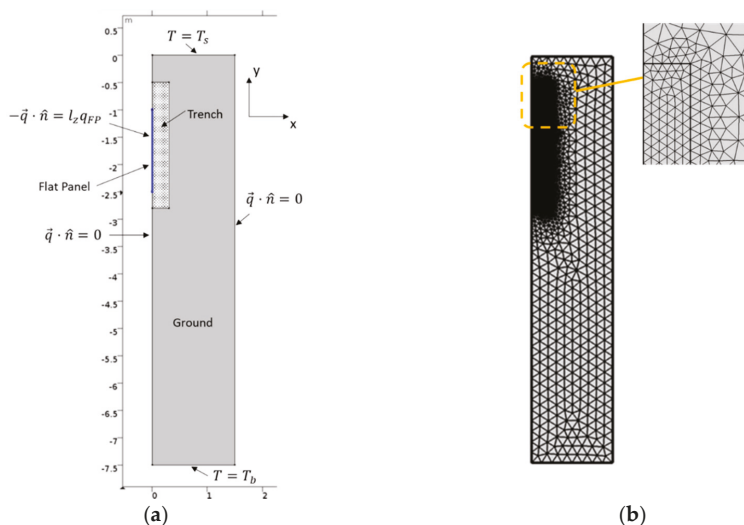 m
0.5
0
-0.5
-1
-1.5
-2
-2.5
-3
-3.5
-4
-4.5
-5
-5.5
-6
-6.5
-7
-7.5
T = T_s
y
x
−q⃗ · n̂ = l_z q_FP
Trench
Flat Panel
q⃗ · n̂ = 0
q⃗ · n̂ = 0
Ground
T = T_b
0 1 2
(a) (b)